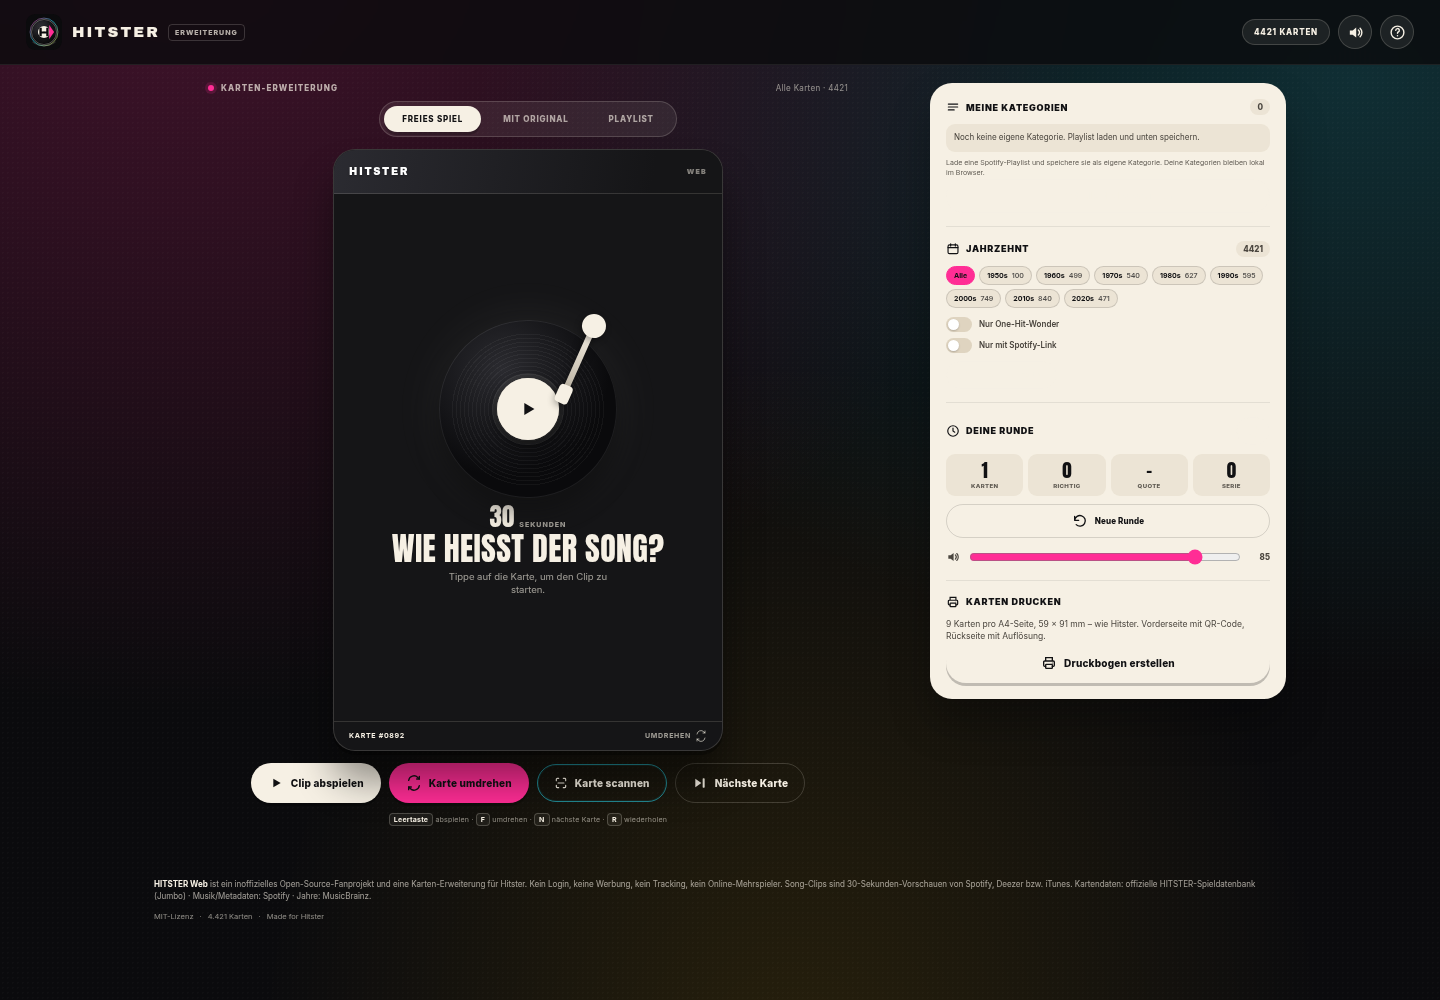 HITSTER
ERWEITERUNG
4421 KARTEN
KARTEN-ERWEITERUNG
Alle Karten · 4421
FREIES SPIEL
MIT ORIGINAL
PLAYLIST
HITSTER
WEB
30 SEKUNDEN
WIE HEISST DER SONG?
Tippe auf die Karte, um den Clip zu
starten.
KARTE #0892
UMDREHEN
Clip abspielen
Karte umdrehen
Karte scannen
Nächste Karte
Leertaste abspielen · F umdrehen · N nächste Karte · R wiederholen
MEINE KATEGORIEN
0
Noch keine eigene Kategorie. Playlist laden und unten speichern.
Lade eine Spotify-Playlist und speichere sie als eigene Kategorie. Deine Kategorien bleiben lokal
im Browser.
JAHRZEHNT
4421
Alle
1950s 100
1960s 499
1970s 540
1980s 627
1990s 595
2000s 749
2010s 840
2020s 471
Nur One-Hit-Wonder
Nur mit Spotify-Link
DEINE RUNDE
1
KARTEN
0
RICHTIG
-
QUOTE
0
SERIE
Neue Runde
85
KARTEN DRUCKEN
9 Karten pro A4-Seite, 59 × 91 mm – wie Hitster. Vorderseite mit QR-Code,
Rückseite mit Auflösung.
Druckbogen erstellen
HITSTER Web ist ein inoffizielles Open-Source-Fanprojekt und eine Karten-Erweiterung für Hitster. Kein Login, keine Werbung, kein Tracking, kein Online-Mehrspieler. Song-Clips sind 30-Sekunden-Vorschauen von Spotify, Deezer bzw. iTunes. Kartendaten: offizielle HITSTER-Spieldatenbank
(Jumbo) · Musik/Metadaten: Spotify · Jahre: MusicBrainz.
MIT-Lizenz · 4.421 Karten · Made for Hitster